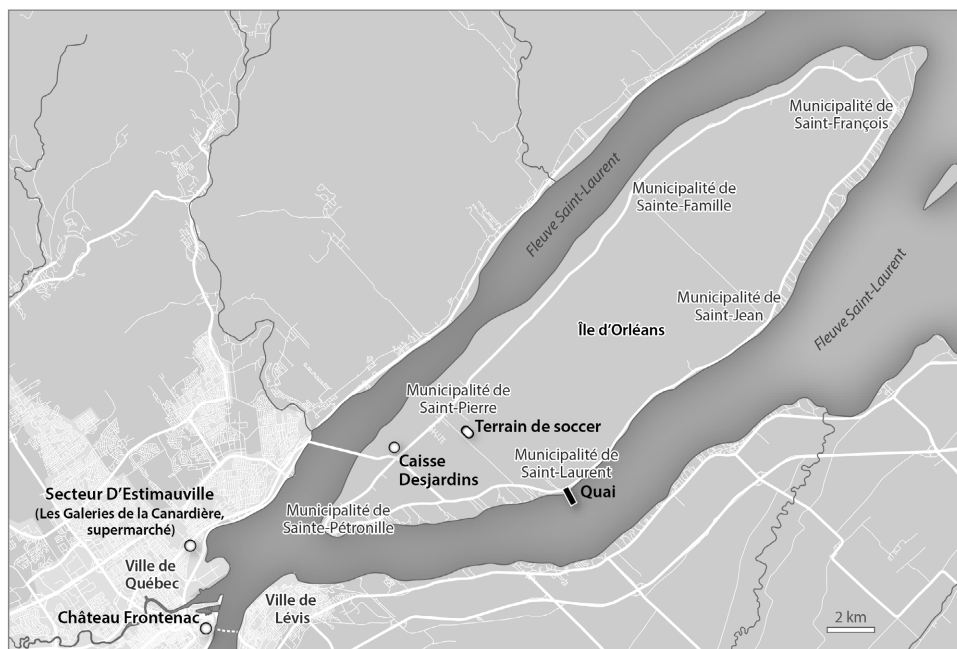 Municipalité de
Saint-François
Fleuve Saint-Laurent
Municipalité de
Sainte-Famille
Fleuve Saint-Laurent
Municipalité de
Saint-Jean
Île d'Orléans
Municipalité de
Saint-Pierre
Terrain de soccer
Caisse
Desjardins
Municipalité de
Saint-Laurent
Quai
Secteur D'Estimauville
(Les Galeries de la Canardière,
supermarché)
Municipalité de
Sainte-Pétronille
Ville de
Québec
Château Frontenac
Ville de
Lévis
2 km